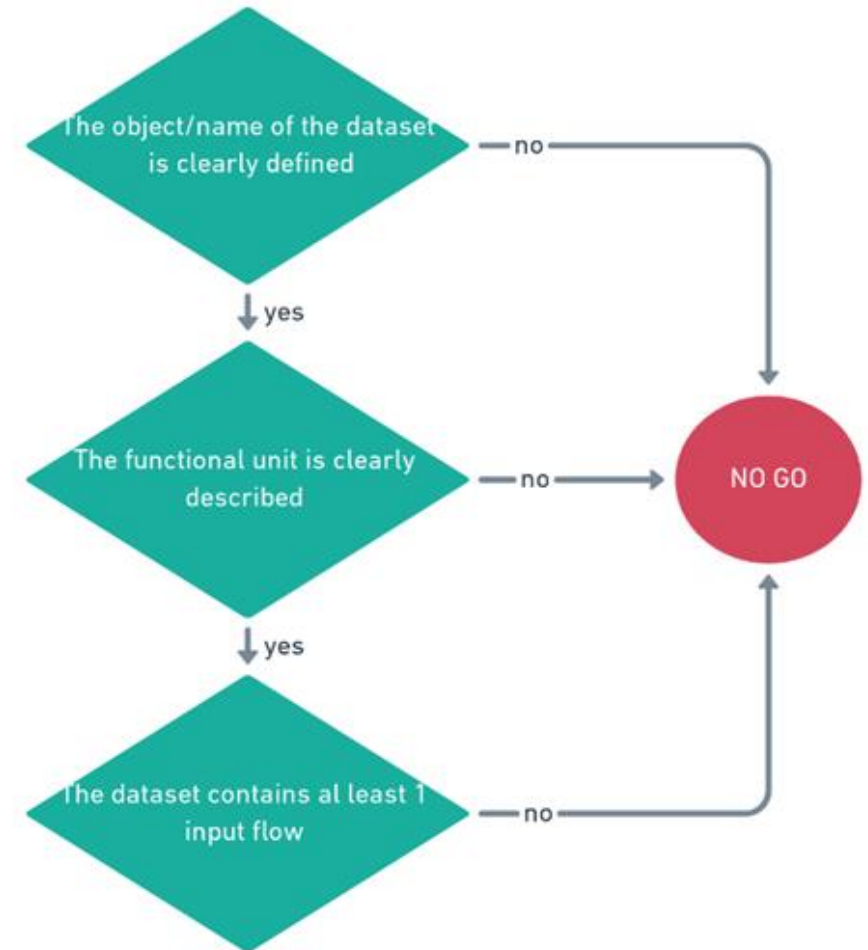 The object/name of the dataset
is clearly defined
no
yes
The functional unit is clearly
described
no
NO GO
yes
The dataset contains al least 1
input flow
no